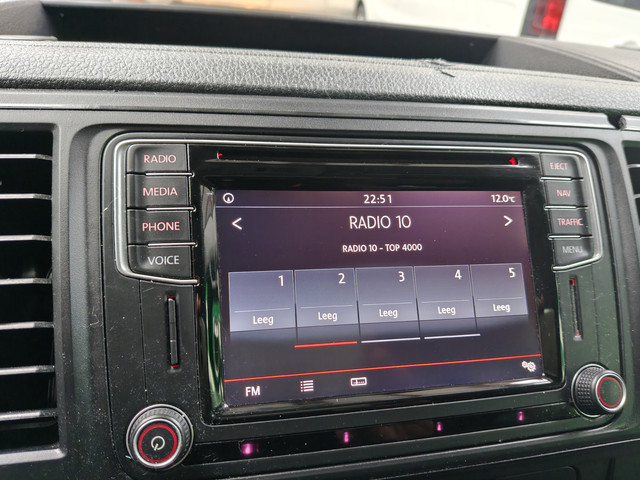 RADIO
MEDIA
PHONE
VOICE
EJECT
NAV
TRAFFIC
MENU
22:51
12.0°C
<
RADIO 10
>
RADIO 10 - TOP 4000
1 2 3 4 5
Leeg Leeg Leeg Leeg Leeg
FM